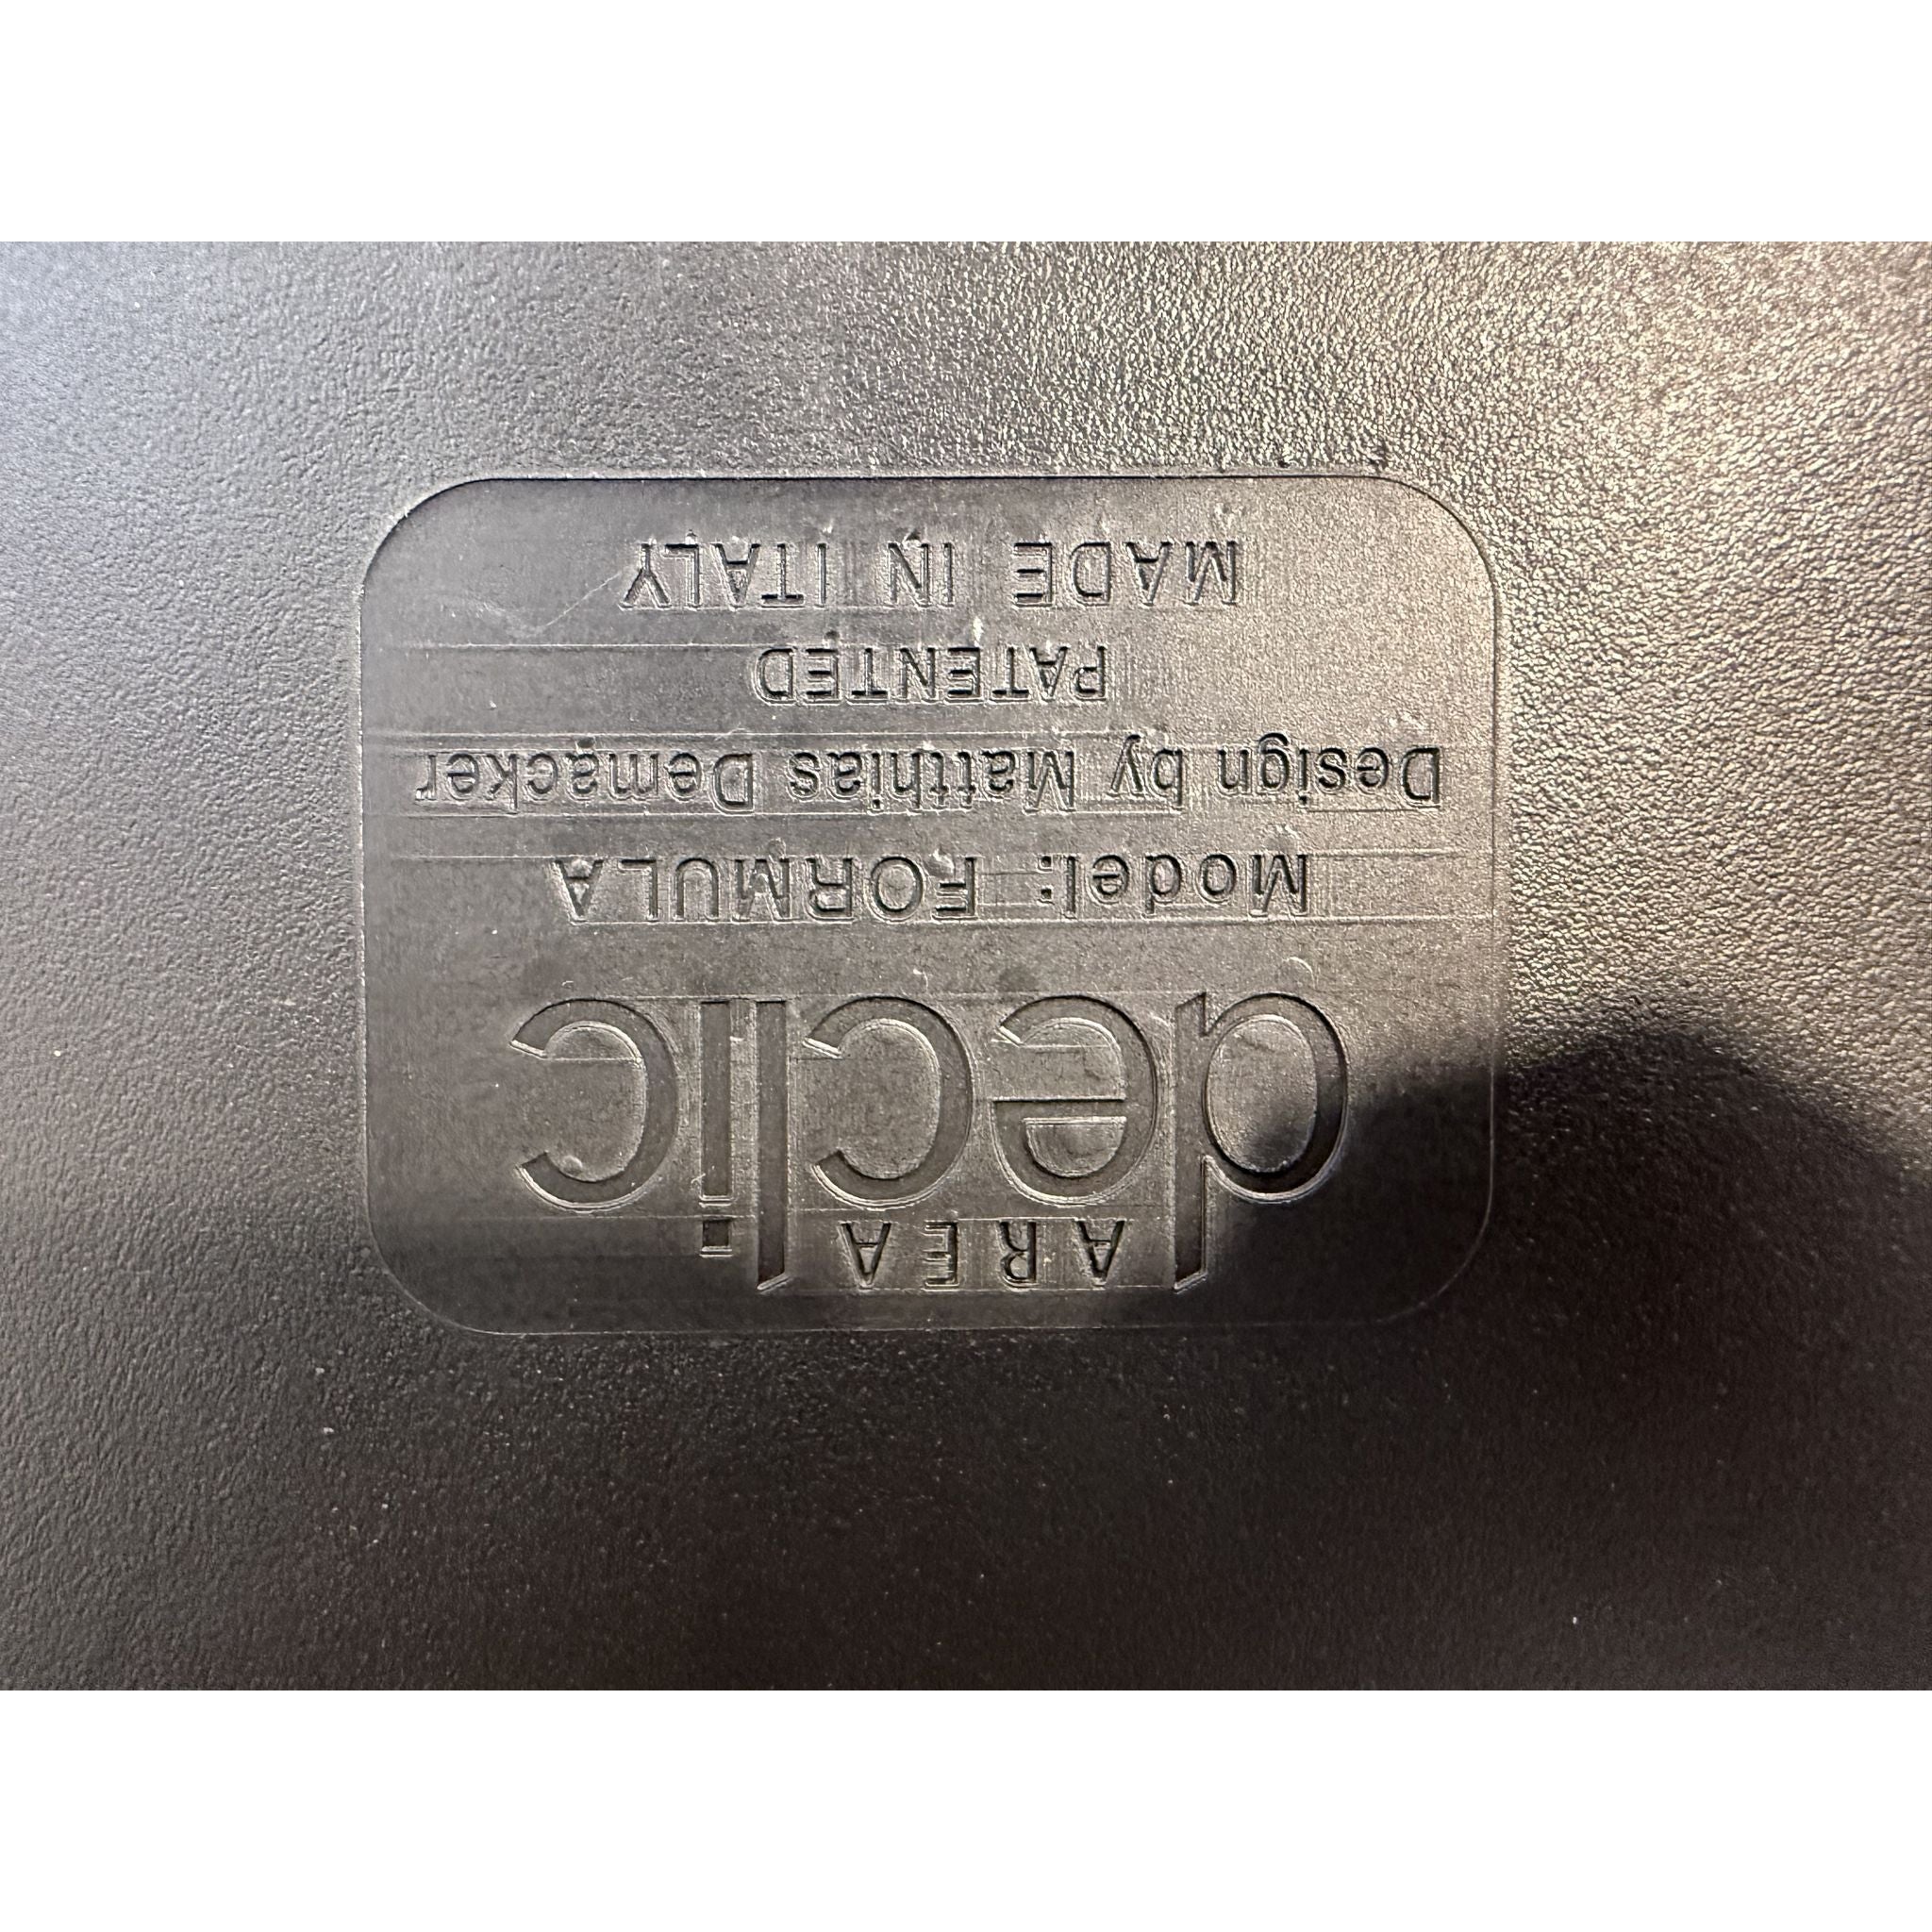 AREA
declic
Model: FORMULA
Design by Matthias Demacker
PATENTED
MADE IN ITALY